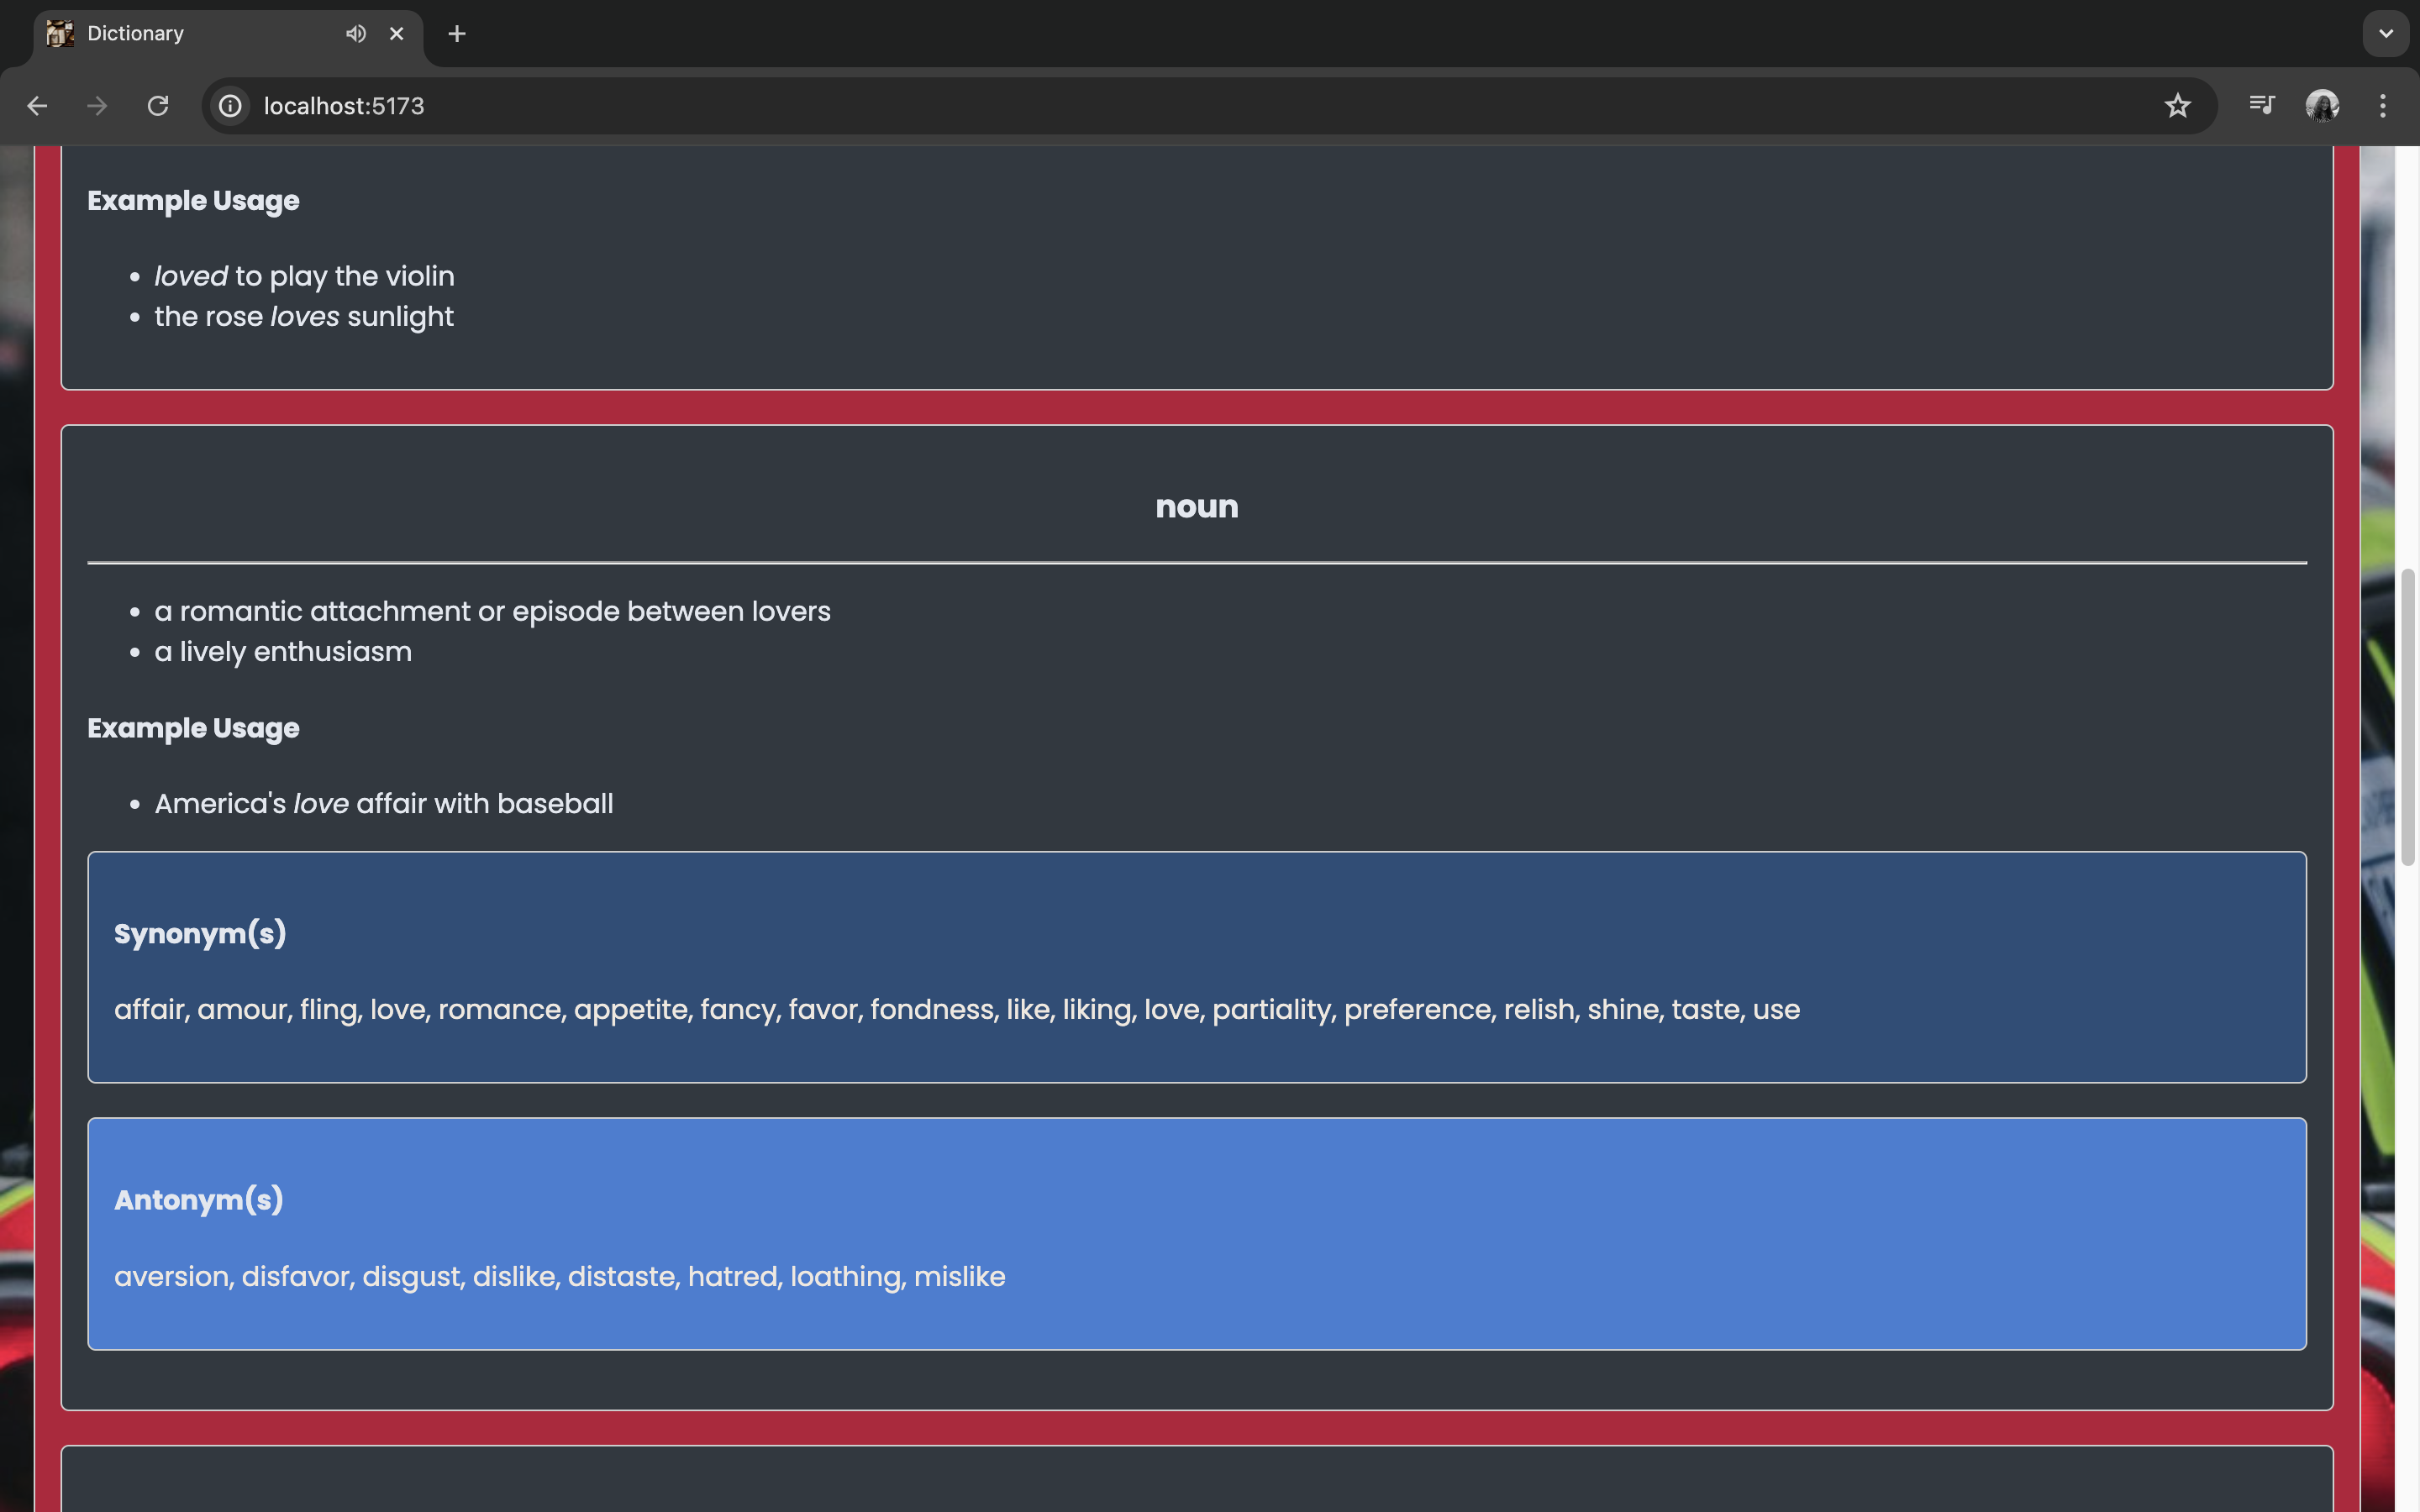 Dictionary
localhost:5173
Example Usage
loved to play the violin
the rose loves sunlight
noun
a romantic attachment or episode between lovers
a lively enthusiasm
Example Usage
America's love affair with baseball
Synonym(s)
affair, amour, fling, love, romance, appetite, fancy, favor, fondness, like, liking, love, partiality, preference, relish, shine, taste, use
Antonym(s)
aversion, disfavor, disgust, dislike, distaste, hatred, loathing, mislike